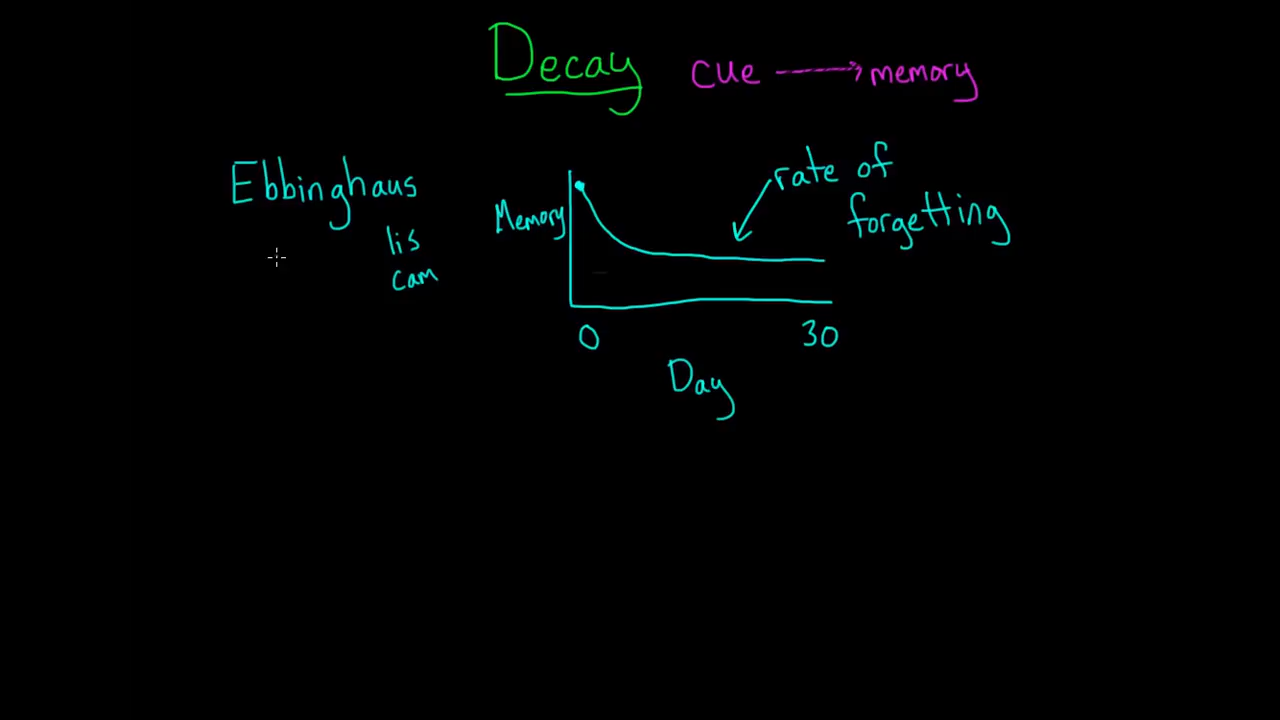 Decay cue memory
Ebbinghaus
lis
cam
Memory
rate of
forgetting
0 30
Day